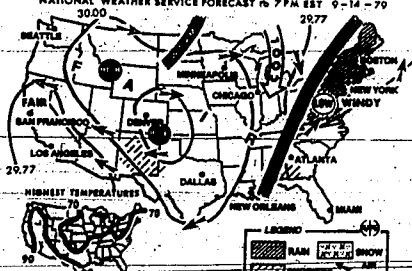 NATIONAL WEATHER SERVICE FORECAST to 7 PM EST 9-14-79
30.00
29.77
SEATTLE
F
A
COOL
MINNEAPOLIS
BOSTON
CHICAGO
NEW YORK
LOW
WINDY
FAIR
SAN FRANCISCO
DENVER
R
LOS ANGELES
ATLANTA
29.77
DALLAS
HIGHEST TEMPERATURES
NEW ORLEANS
MIAMI
70
75
90
LEGEND
RAIN
SNOW
AIR